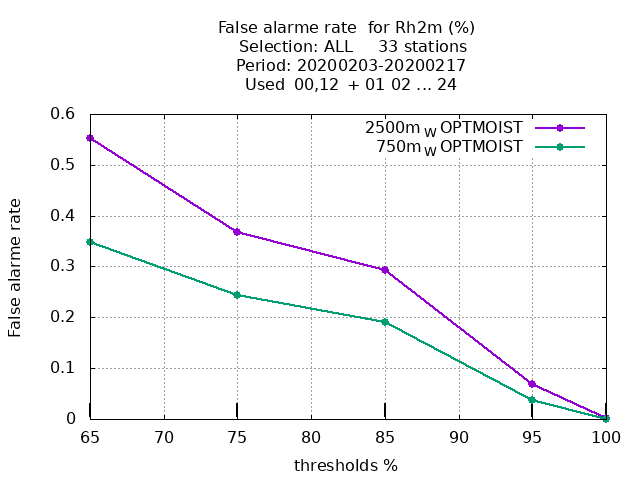 False alarme rate  for Rh2m (%)
Selection: ALL     33 stations
Period: 20200203-20200217
Used  00,12  + 01 02 ... 24
2500m_W OPTMOIST
750m_W OPTMOIST
0.6
0.5
0.4
0.3
0.2
0.1
0
False alarme rate
65 70 75 80 85 90 95 100
thresholds %